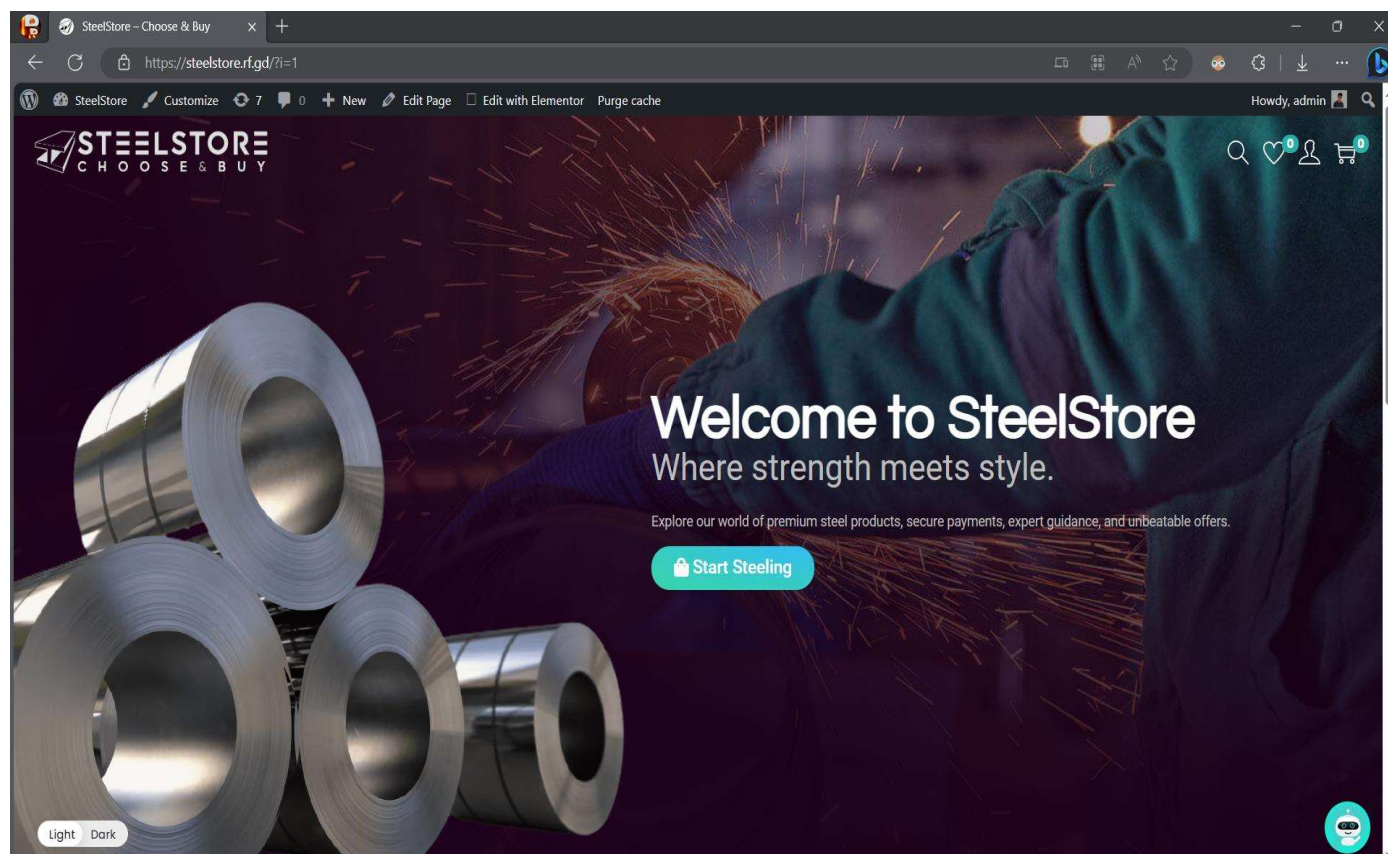 SteelStore – Choose & Buy
https://steelstore.rf.gd/?i=1
SteelStore Customize 7 0 New Edit Page Edit with Elementor Purge cache Howdy, admin
STEELSTORE
CHOOSE & BUY
0 0
Welcome to SteelStore
Where strength meets style.
Explore our world of premium steel products, secure payments, expert guidance, and unbeatable offers.
Start Steeling
Light Dark